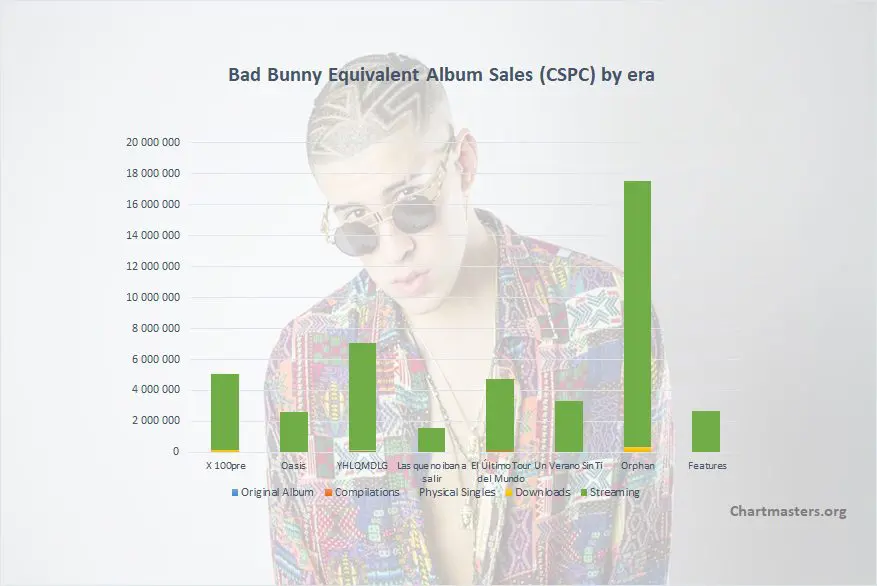 Bad Bunny Equivalent Album Sales (CSPC) by era
20 000 000
18 000 000
16 000 000
14 000 000
12 000 000
10 000 000
8 000 000
6 000 000
4 000 000
2 000 000
0
X 100pre
Oasis
YHLQMDLG
Las que no iban a
salir
El Último Tour
del Mundo
Un Verano Sin Ti
Orphan
Features
Original Album
Compilations
Physical Singles
Downloads
Streaming
Chartmasters.org